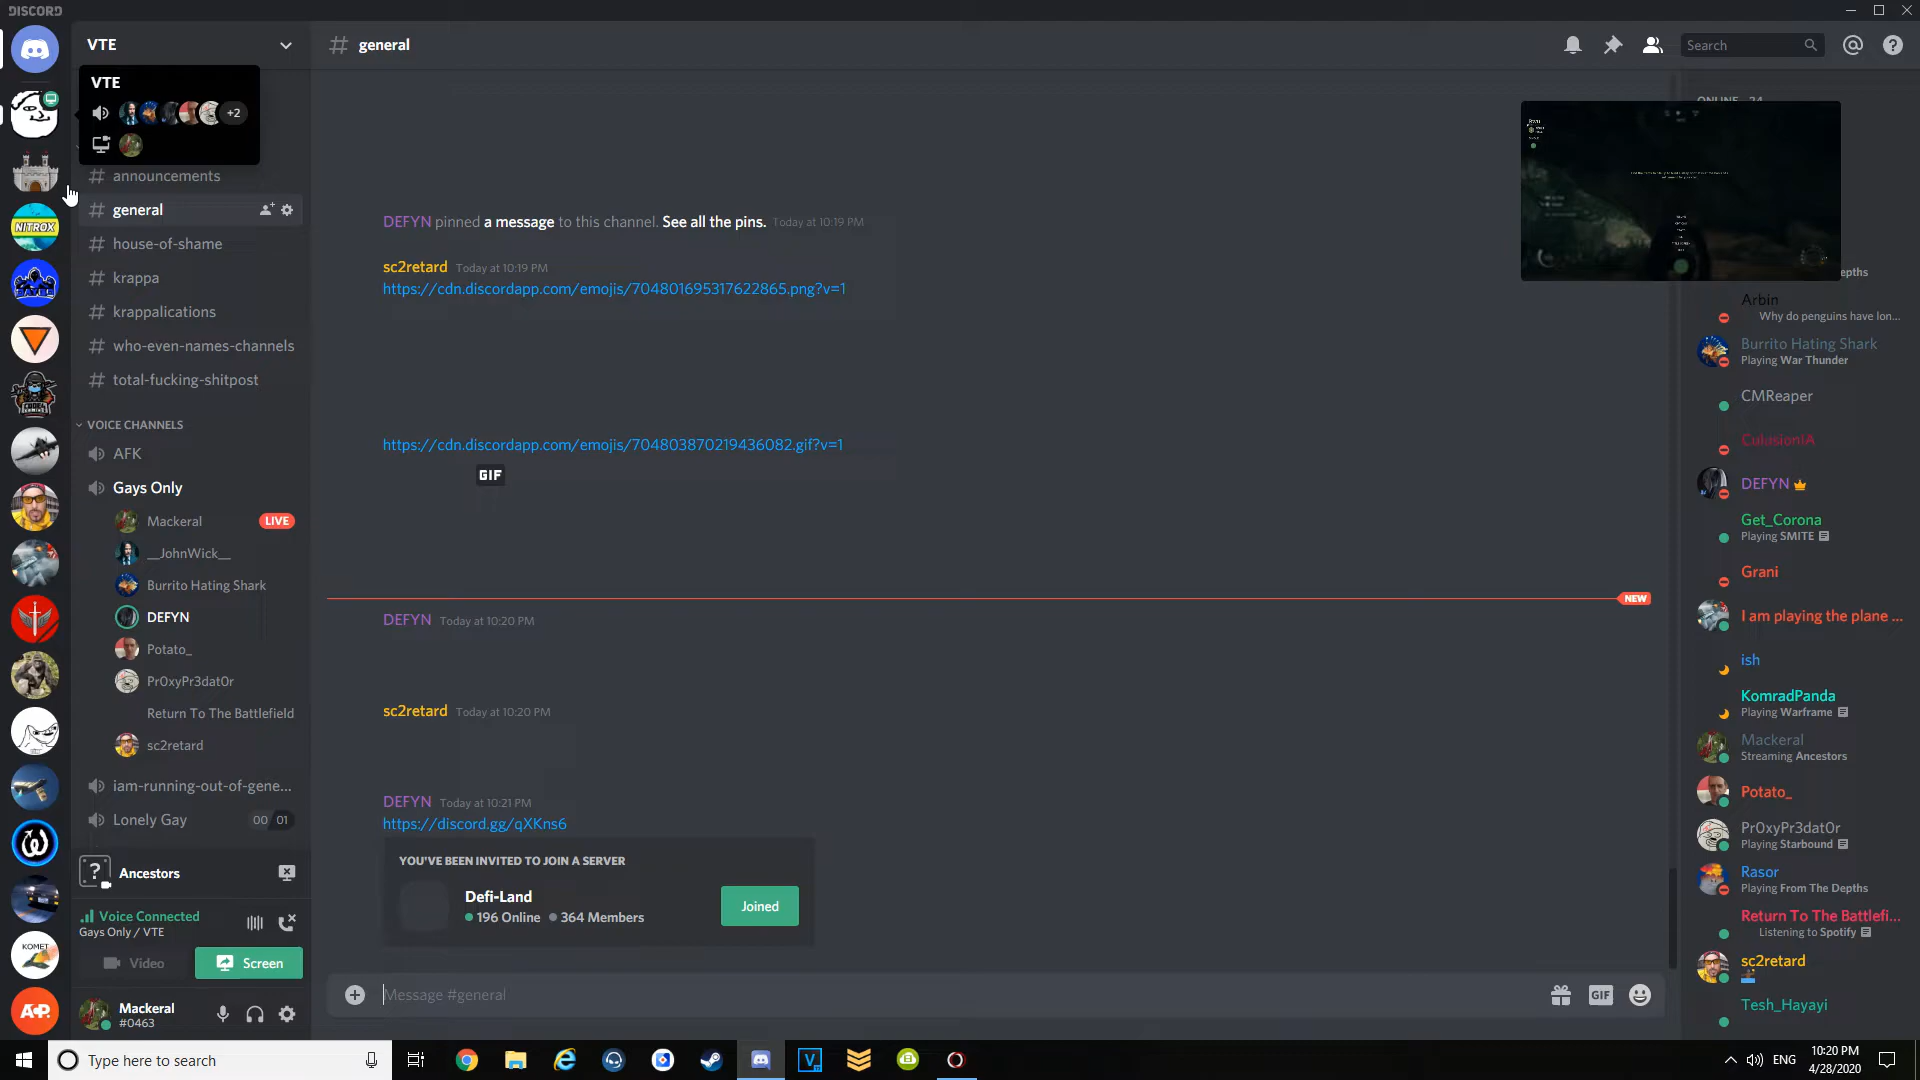 DISCORD
VTE
general
Search
VTE
+2
announcements
general
house-of-shame
krappa
krappalications
who-even-names-channels
total-fucking-shitpost
VOICE CHANNELS
AFK
Gays Only
Mackeral LIVE
__JohnWick__
Burrito Hating Shark
DEFYN
Potato_
Pr0xyPr3dat0r
Return To The Battlefield
sc2retard
iam-running-out-of-gene...
Lonely Gay 00 01
Ancestors
Voice Connected
Gays Only / VTE
Video
Screen
Mackeral
#0463
NITROX
KOMET
DEFYN pinned a message to this channel. See all the pins. Today at 10:19 PM
sc2retard Today at 10:19 PM
https://cdn.discordapp.com/emojis/704801695317622865.png?v=1
https://cdn.discordapp.com/emojis/704803870219436082.gif?v=1
GIF
NEW
DEFYN Today at 10:20 PM
sc2retard Today at 10:20 PM
DEFYN Today at 10:21 PM
https://discord.gg/qXKns6
YOU'VE BEEN INVITED TO JOIN A SERVER
Defi-Land
196 Online 364 Members
Joined
Message #general
GIF
Arbin
Why do penguins have lon...
Burrito Hating Shark
Playing War Thunder
CMReaper
CulusionIA
DEFYN
Get_Corona
Playing SMITE
Grani
I am playing the plane ...
ish
KomradPanda
Playing Warframe
Mackeral
Streaming Ancestors
Potato_
Pr0xyPr3dat0r
Playing Starbound
Rasor
Playing From The Depths
Return To The Battlefi...
Listening to Spotify
sc2retard
Tesh_Hayayi
Type here to search
ENG
10:20 PM
4/28/2020